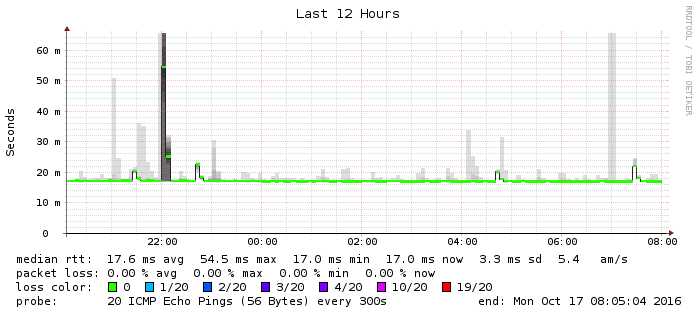 Last 12 Hours
RRDTOOL / TOBI OETIKER
Seconds
60 m
50 m
40 m
30 m
20 m
10 m
0
22:00 00:00 02:00 04:00 06:00 08:00
median rtt: 17.6 ms avg 54.5 ms max 17.0 ms min 17.0 ms now 3.3 ms sd 5.4 am/s
packet loss: 0.00 % avg 0.00 % max 0.00 % min 0.00 % now
loss color: 0 1/20 2/20 3/20 4/20 10/20 19/20
probe: 20 ICMP Echo Pings (56 Bytes) every 300s end: Mon Oct 17 08:05:04 2016